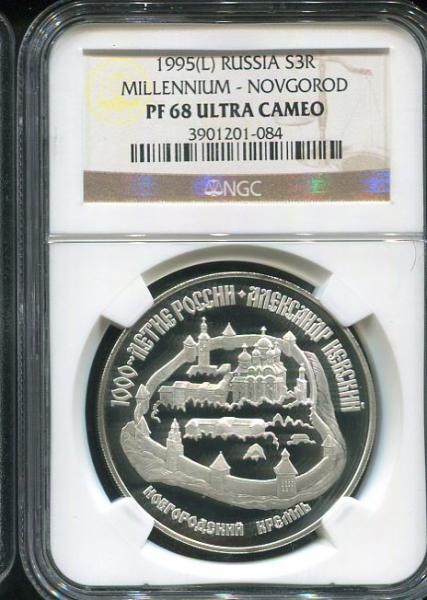 1995(L) RUSSIA S3R
MILLENNIUM - NOVGOROD
PF 68 ULTRA CAMEO
3901201-084
NGC
1000-ЛЕТИЕ РОССИИ • АЛЕКСАНДР НЕВСКИЙ
НОВГОРОДСКИЙ КРЕМЛЬ